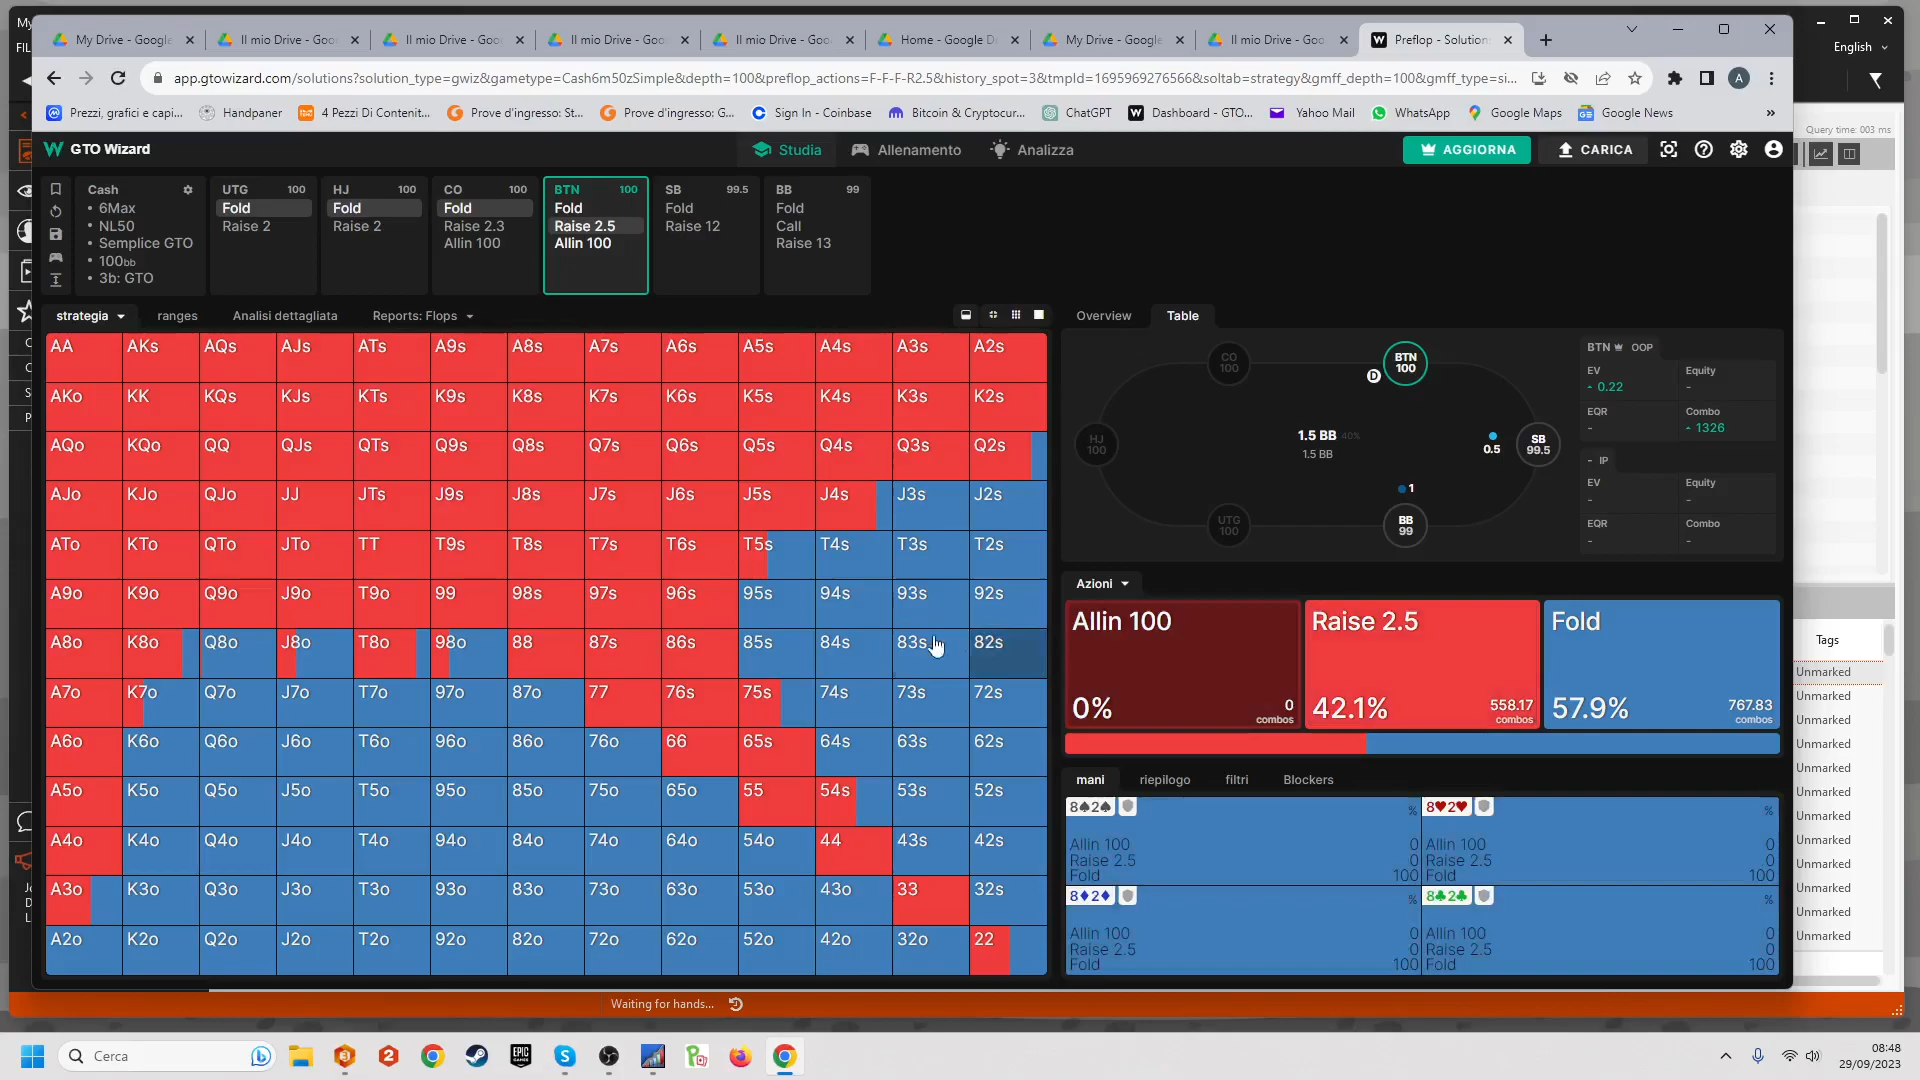 My
FIL
My Drive - Google
Il mio Drive - Goo
Il mio Drive - Goo
Il mio Drive - Goo
Il mio Drive - Goo
Home - Google D
My Drive - Google
Il mio Drive - Goo
Preflop - Solution
English
app.gtowizard.com/solutions?solution_type=gwiz&gametype=Cash6m50zSimple&depth=100&preflop_actions=F-F-F-R2.5&history_spot=3&tmpId=1695969276566&soltab=strategy&gmff_depth=100&gmff_type=si...
A
Prezzi, grafici e capi...
Handpaner
4 Pezzi Di Contenit...
Prove d'ingresso: St...
Prove d'ingresso: G...
Sign In - Coinbase
Bitcoin & Cryptocur...
ChatGPT
Dashboard - GTO...
Yahoo Mail
WhatsApp
Google Maps
Google News
»
Query time: 003 ms
GTO Wizard
Studia
Allenamento
Analizza
AGGIORNA
CARICA
Cash
• 6Max
• NL50
• Semplice GTO
• 100bb
• 3b: GTO
UTG 100
Fold
Raise 2
HJ 100
Fold
Raise 2
CO 100
Fold
Raise 2.3
Allin 100
BTN 100
Fold
Raise 2.5
Allin 100
SB 99.5
Fold
Raise 12
BB 99
Fold
Call
Raise 13
strategia
ranges
Analisi dettagliata
Reports: Flops
Overview
Table
AA AKs AQs AJs ATs A9s A8s A7s A6s A5s A4s A3s A2s
AKo KK KQs KJs KTs K9s K8s K7s K6s K5s K4s K3s K2s
AQo KQo QQ QJs QTs Q9s Q8s Q7s Q6s Q5s Q4s Q3s Q2s
AJo KJo QJo JJ JTs J9s J8s J7s J6s J5s J4s J3s J2s
ATo KTo QTo JTo TT T9s T8s T7s T6s T5s T4s T3s T2s
A9o K9o Q9o J9o T9o 99 98s 97s 96s 95s 94s 93s 92s
A8o K8o Q8o J8o T8o 98o 88 87s 86s 85s 84s 83s 82s
A7o K7o Q7o J7o T7o 97o 87o 77 76s 75s 74s 73s 72s
A6o K6o Q6o J6o T6o 96o 86o 76o 66 65s 64s 63s 62s
A5o K5o Q5o J5o T5o 95o 85o 75o 65o 55 54s 53s 52s
A4o K4o Q4o J4o T4o 94o 84o 74o 64o 54o 44 43s 42s
A3o K3o Q3o J3o T3o 93o 83o 73o 63o 53o 43o 33 32s
A2o K2o Q2o J2o T2o 92o 82o 72o 62o 52o 42o 32o 22
CO
100
BTN
100
D
HJ
100
1.5 BB 40%
1.5 BB
0.5
SB
99.5
1
UTG
100
BB
99
BTN OOP
EV Equity
0.22 -
EQR Combo
- 1326
- IP
EV Equity
- -
EQR Combo
- -
Azioni
Allin 100
0%
0
combos
Raise 2.5
42.1%
558.17
combos
Fold
57.9%
767.83
combos
mani
riepilogo
filtri
Blockers
8♠2♠ %
Allin 100 0
Raise 2.5 0
Fold 100
8♥2♥ %
Allin 100 0
Raise 2.5 0
Fold 100
8♦2♦ %
Allin 100 0
Raise 2.5 0
Fold 100
8♣2♣ %
Allin 100 0
Raise 2.5 0
Fold 100
Tags
Unmarked
Unmarked
Unmarked
Unmarked
Unmarked
Unmarked
Unmarked
Unmarked
Unmarked
Unmarked
Unmarked
Unmarked
Waiting for hands...
Cerca
08:48
29/09/2023